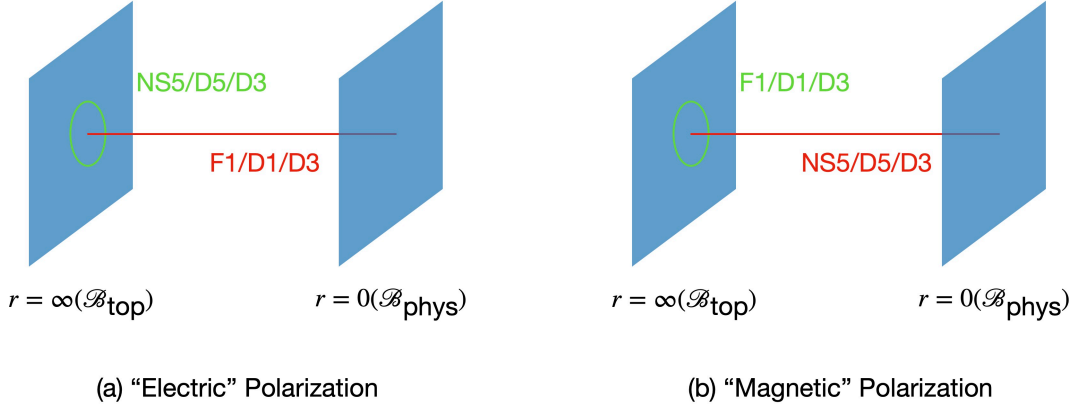 NS5/D5/D3
F1/D1/D3
r = ∞(ℬtop)
r = 0(ℬphys)
(a) “Electric” Polarization
F1/D1/D3
NS5/D5/D3
r = ∞(ℬtop)
r = 0(ℬphys)
(b) “Magnetic” Polarization